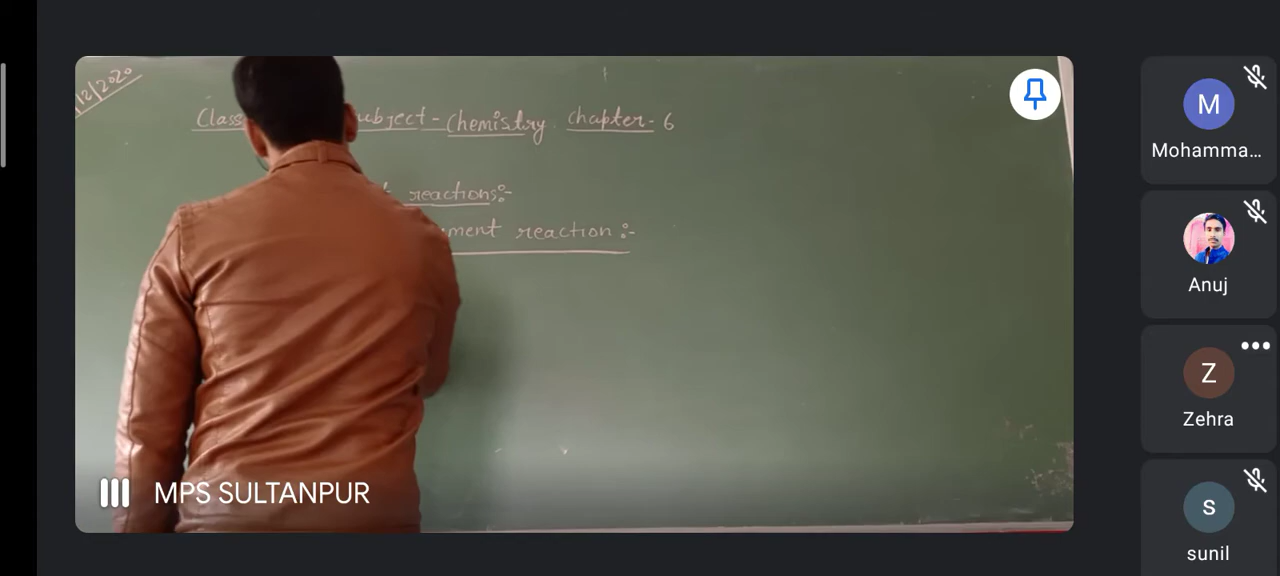 12/2020
Class
ubject - Chemistry chapter - 6
t reactions :-
ment reaction :-
MPS SULTANPUR
M
Mohamma...
Anuj
Z
Zehra
s
sunil